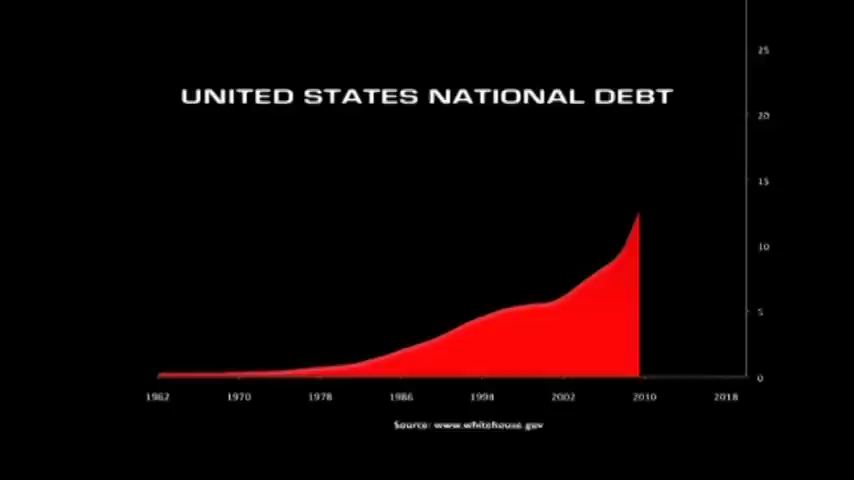 25
UNITED STATES NATIONAL DEBT
20
15
10
5
0
1962 1970 1978 1986 1994 2002 2010 2018
Source: www.whitehouse.gov